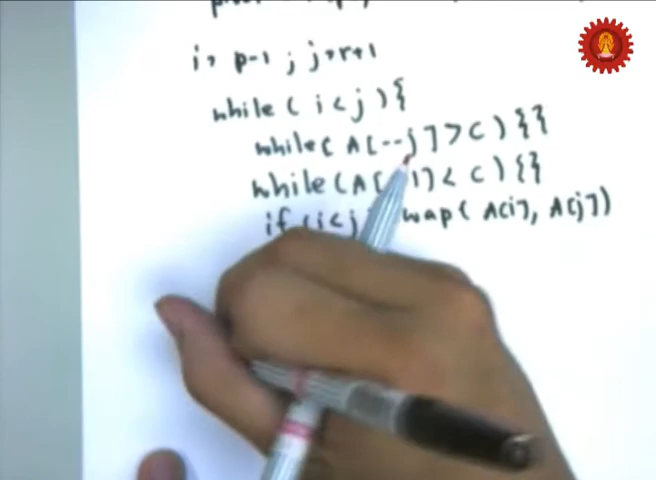 i = p-1 ; j = r+1
while ( i < j ) {
while ( A[--j] > c ) { }
while ( A[ i] < c ) { }
if ( i < j wap( A[i], A[j])